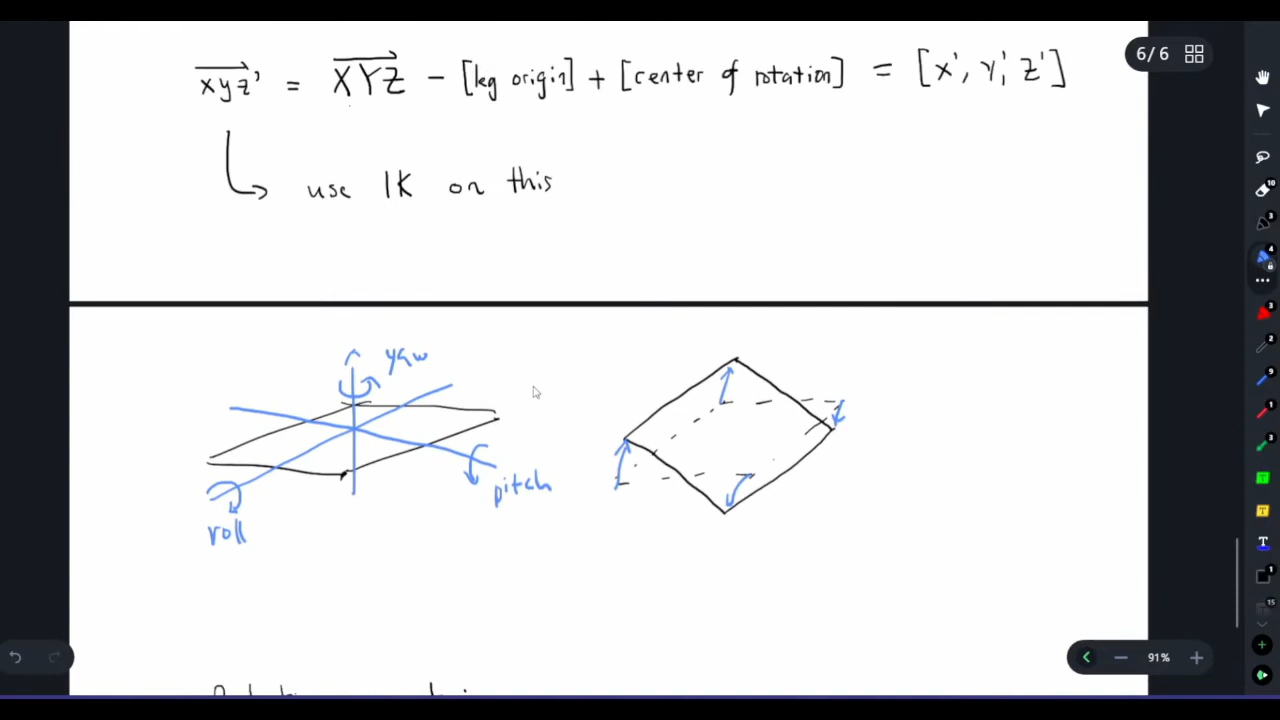 6/6
xyz' = XYZ - [leg origin] + [center of rotation] = [x', y', z']
use IK on this
yaw
pitch
roll
91%